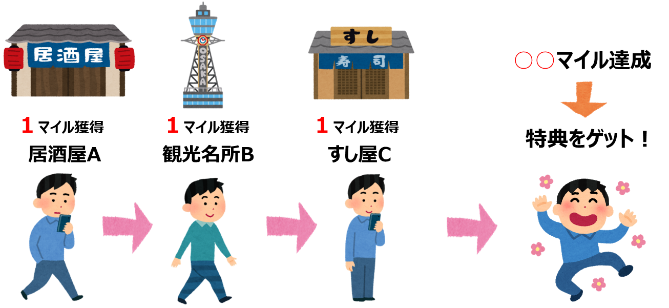 居酒屋
すし
寿司
1マイル獲得
居酒屋A
1マイル獲得
観光名所B
1マイル獲得
すし屋C
○○マイル達成
特典をゲット！